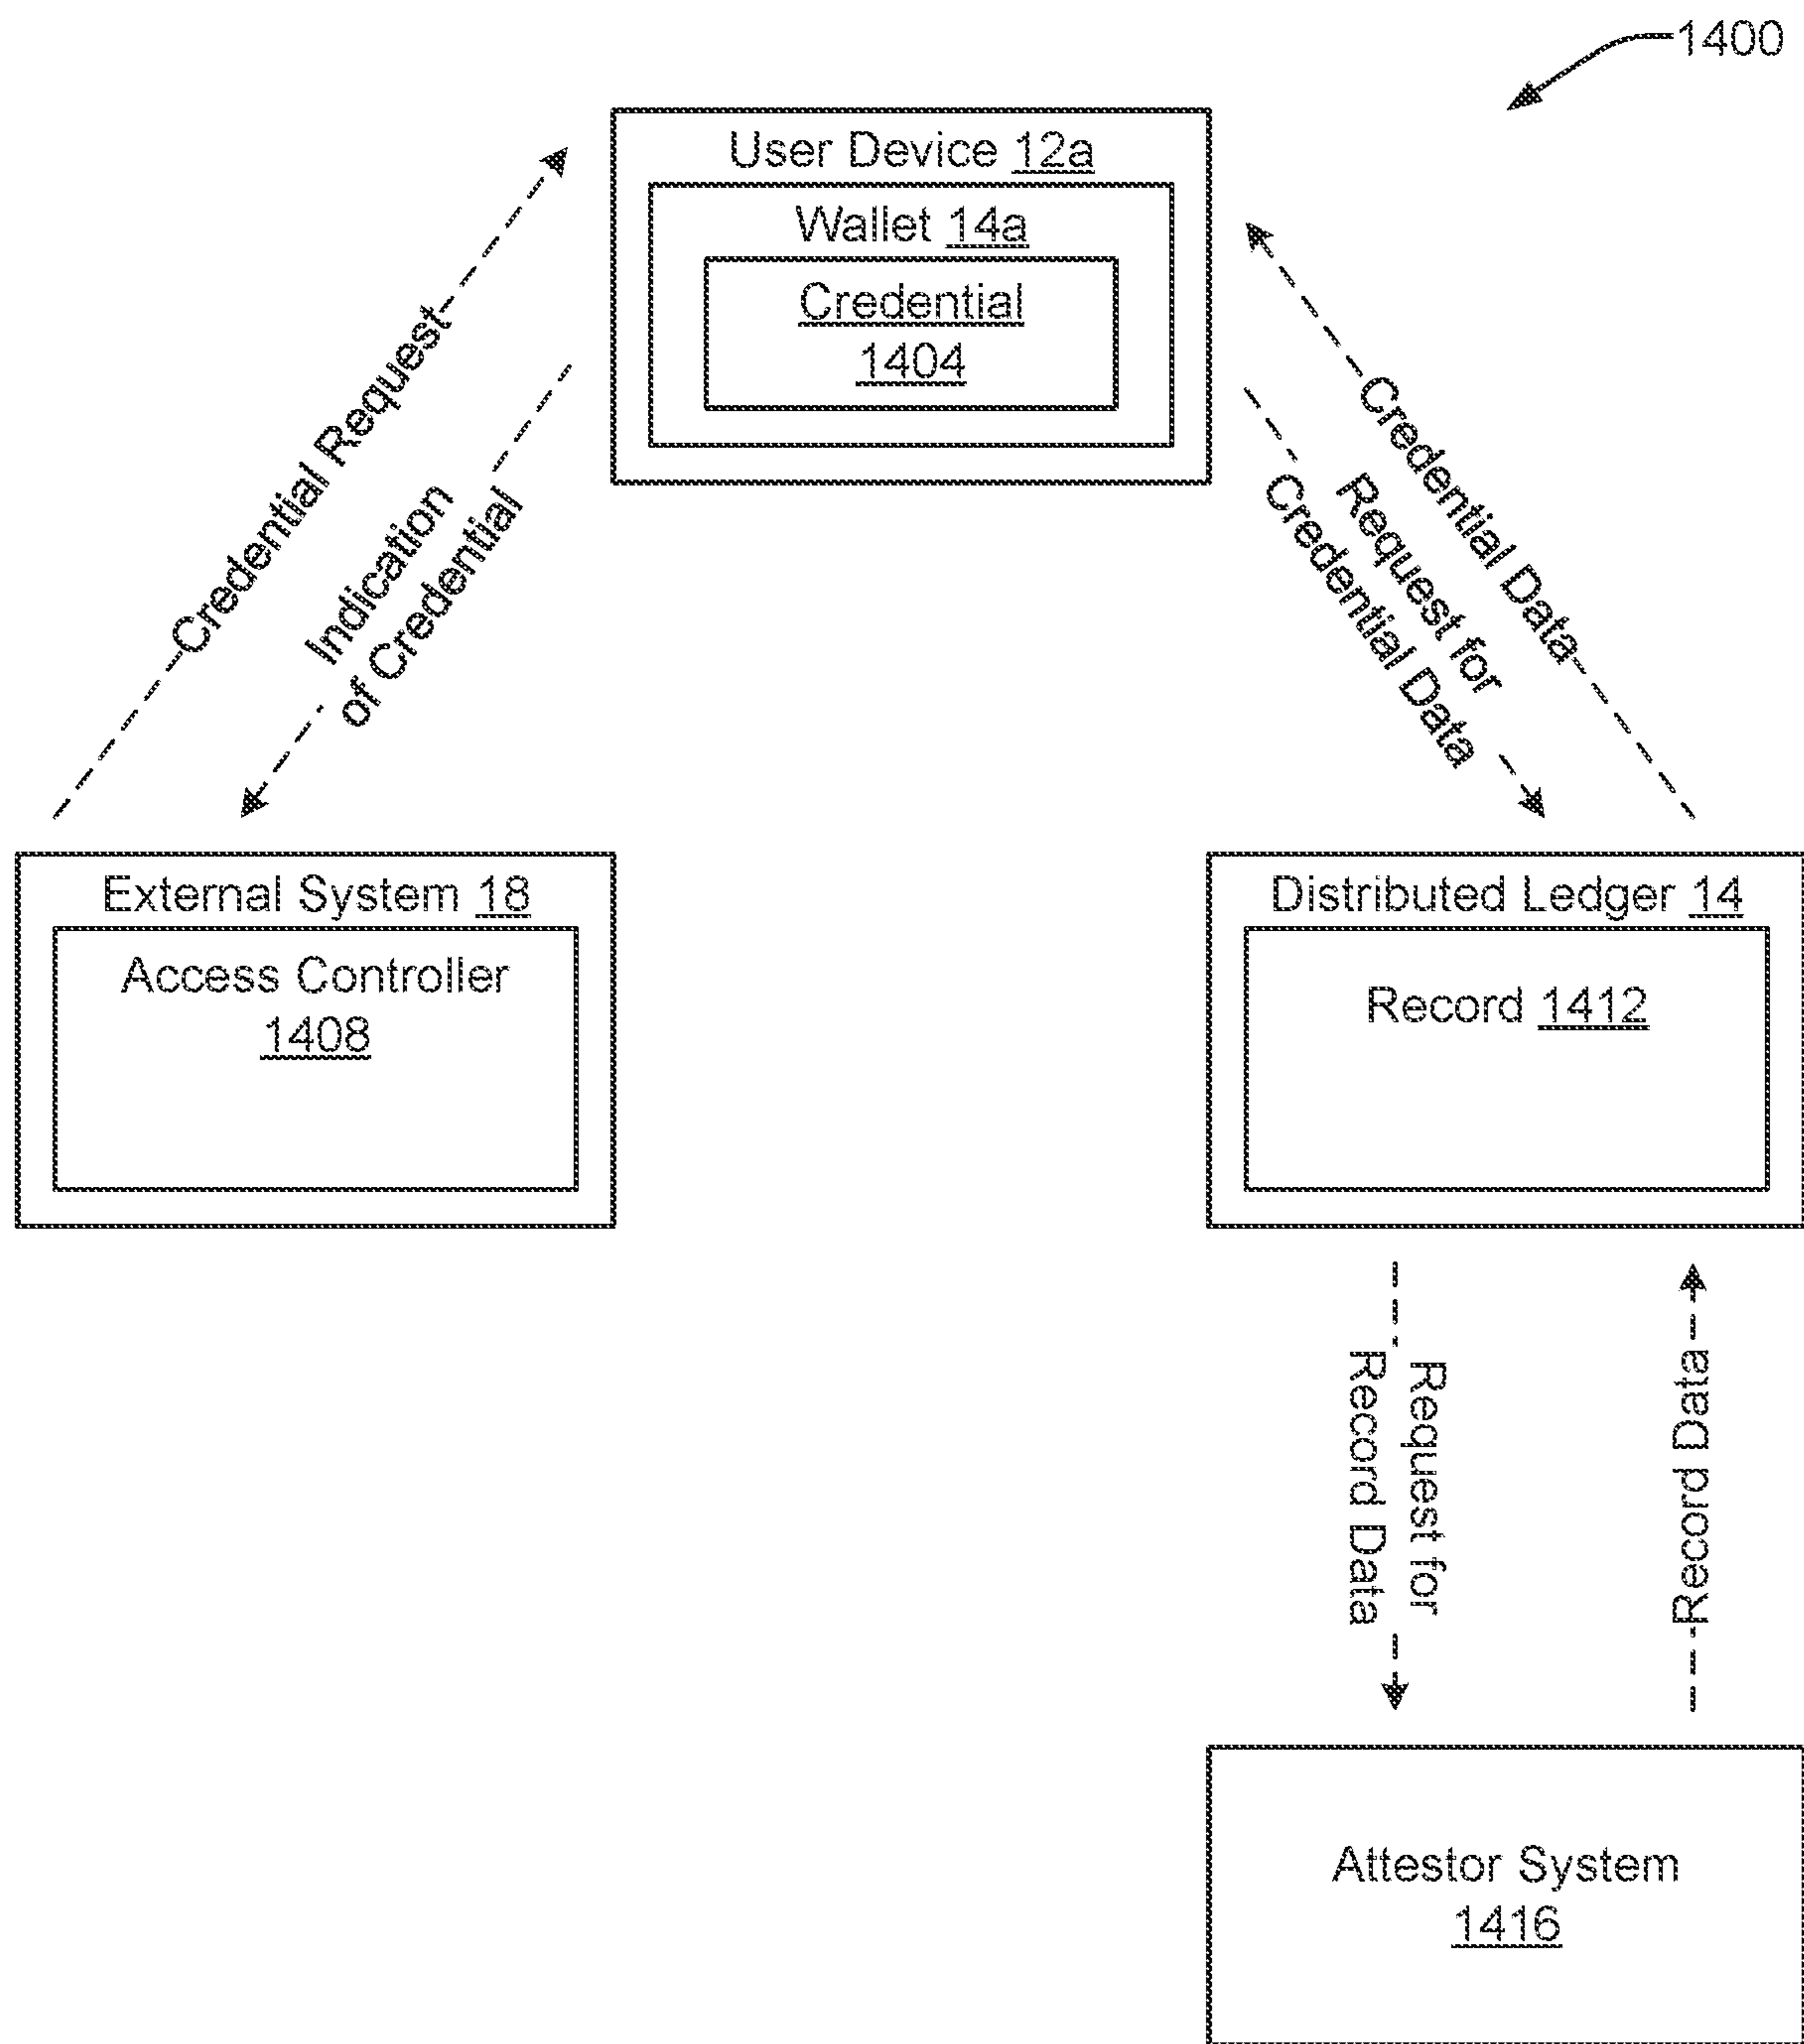 1400
User Device 12a
Wallet 14a
Credential
1404
Credential Request
Indication
of Credential
Credential Data
Request for
Credential Data
External System 18
Access Controller
1408
Distributed Ledger 14
Record 1412
Request for
Record Data
Record Data
Attestor System
1416